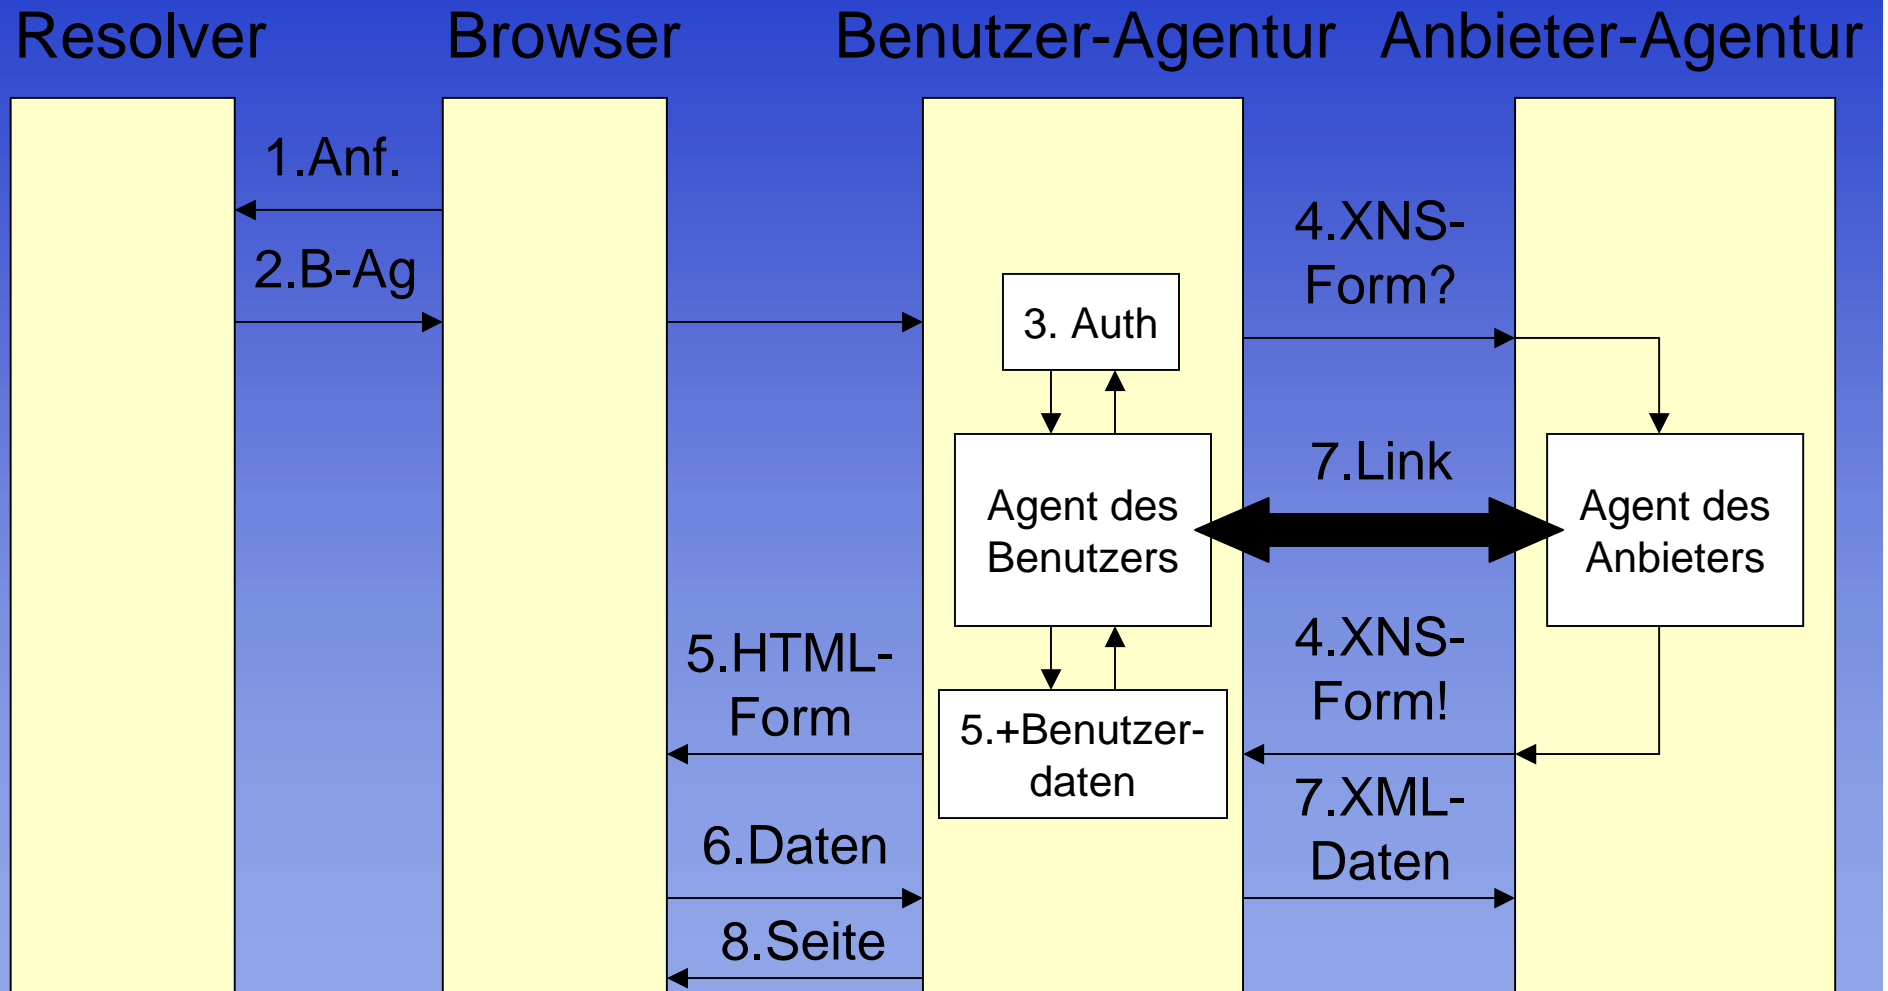 Resolver
Browser
Benutzer-Agentur
Anbieter-Agentur
1.Anf.
2.B-Ag
3. Auth
4.XNS-
Form?
Agent des
Benutzers
7.Link
Agent des
Anbieters
5.HTML-
Form
5.+Benutzer-
daten
4.XNS-
Form!
6.Daten
7.XML-
Daten
8.Seite